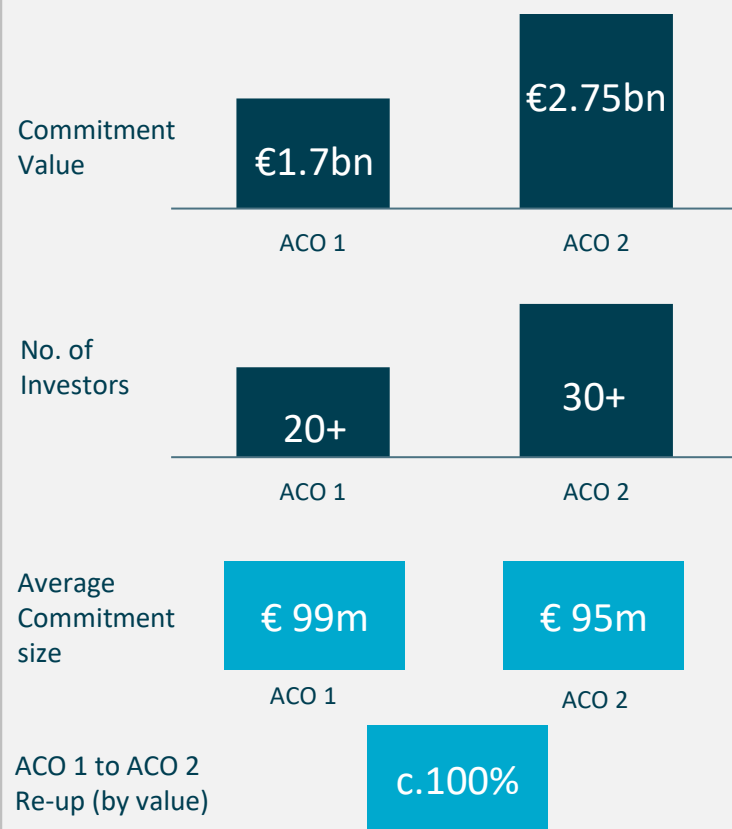 Commitment
Value
€1.7bn
€2.75bn
ACO 1
ACO 2
No. of
Investors
20+
30+
ACO 1
ACO 2
Average
Commitment
size
€ 99m
€ 95m
ACO 1
ACO 2
ACO 1 to ACO 2
Re-up (by value)
c.100%